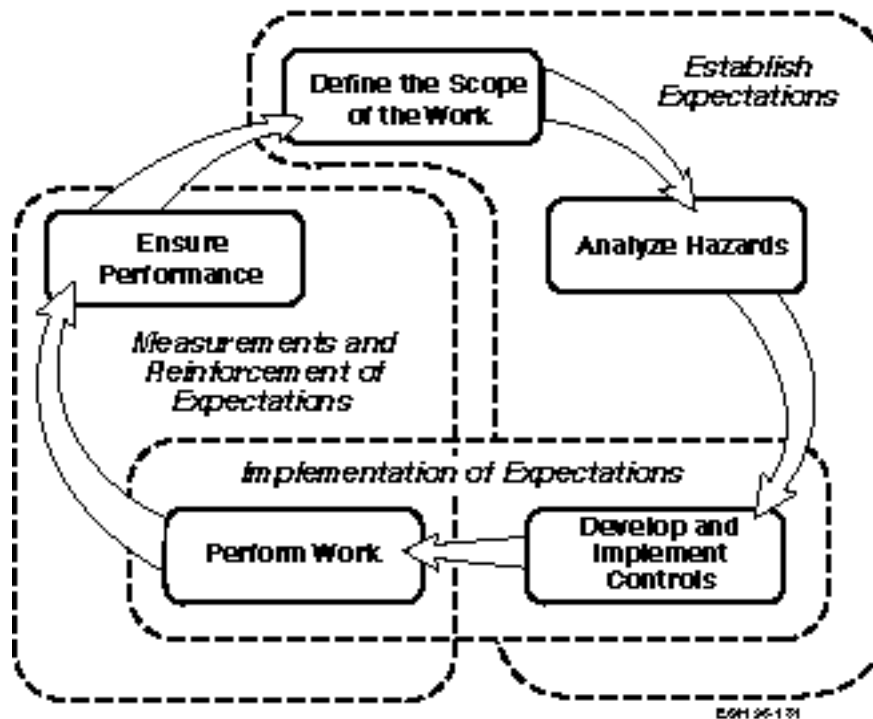 Define the Scope
of the Work
Establish
Expectations
Ensure
Performance
Analyze Hazards
Measurements and
Reinforcement of
Expectations
Implementation of Expectations
Perform Work
Develop and
Implement
Controls